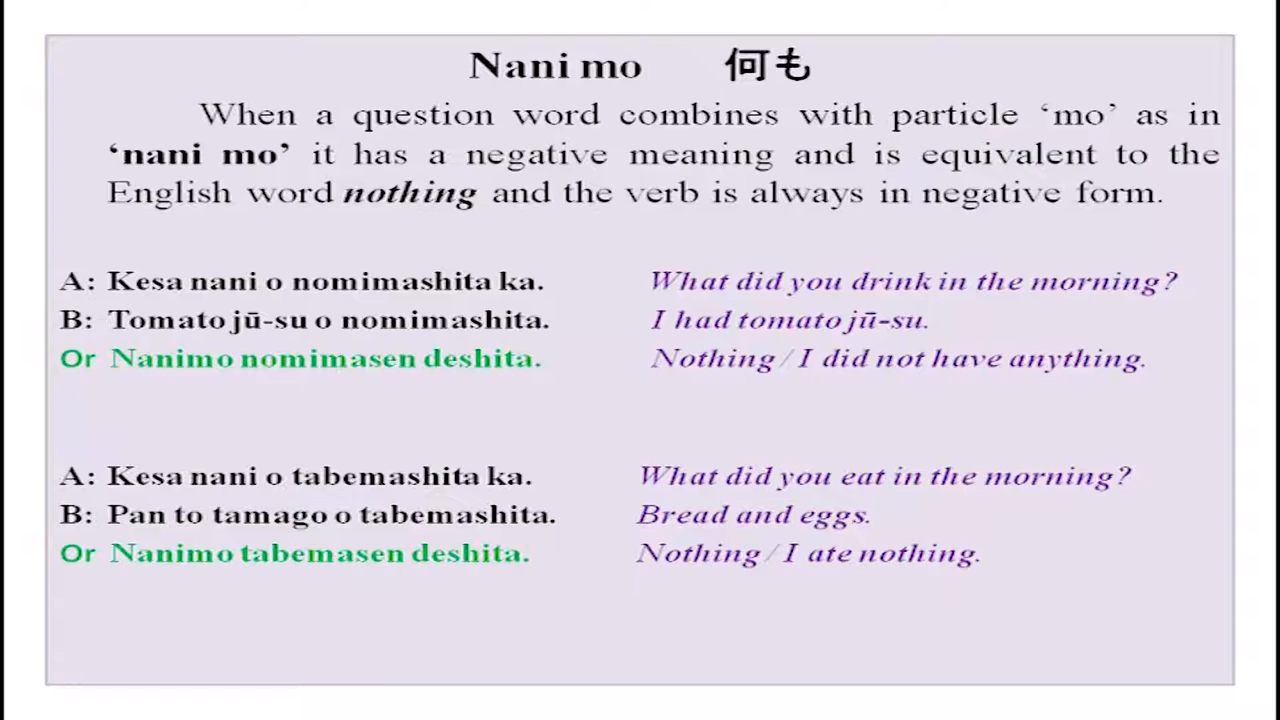 Nani mo 何も
When a question word combines with particle ‘mo’ as in
‘nani mo’ it has a negative meaning and is equivalent to the
English word nothing and the verb is always in negative form.
A: Kesa nani o nomimashita ka. What did you drink in the morning?
B: Tomato jū-su o nomimashita. I had tomato jū-su.
Or Nanimo nomimasen deshita. Nothing / I did not have anything.
A: Kesa nani o tabemashita ka. What did you eat in the morning?
B: Pan to tamago o tabemashita. Bread and eggs.
Or Nanimo tabemasen deshita. Nothing / I ate nothing.